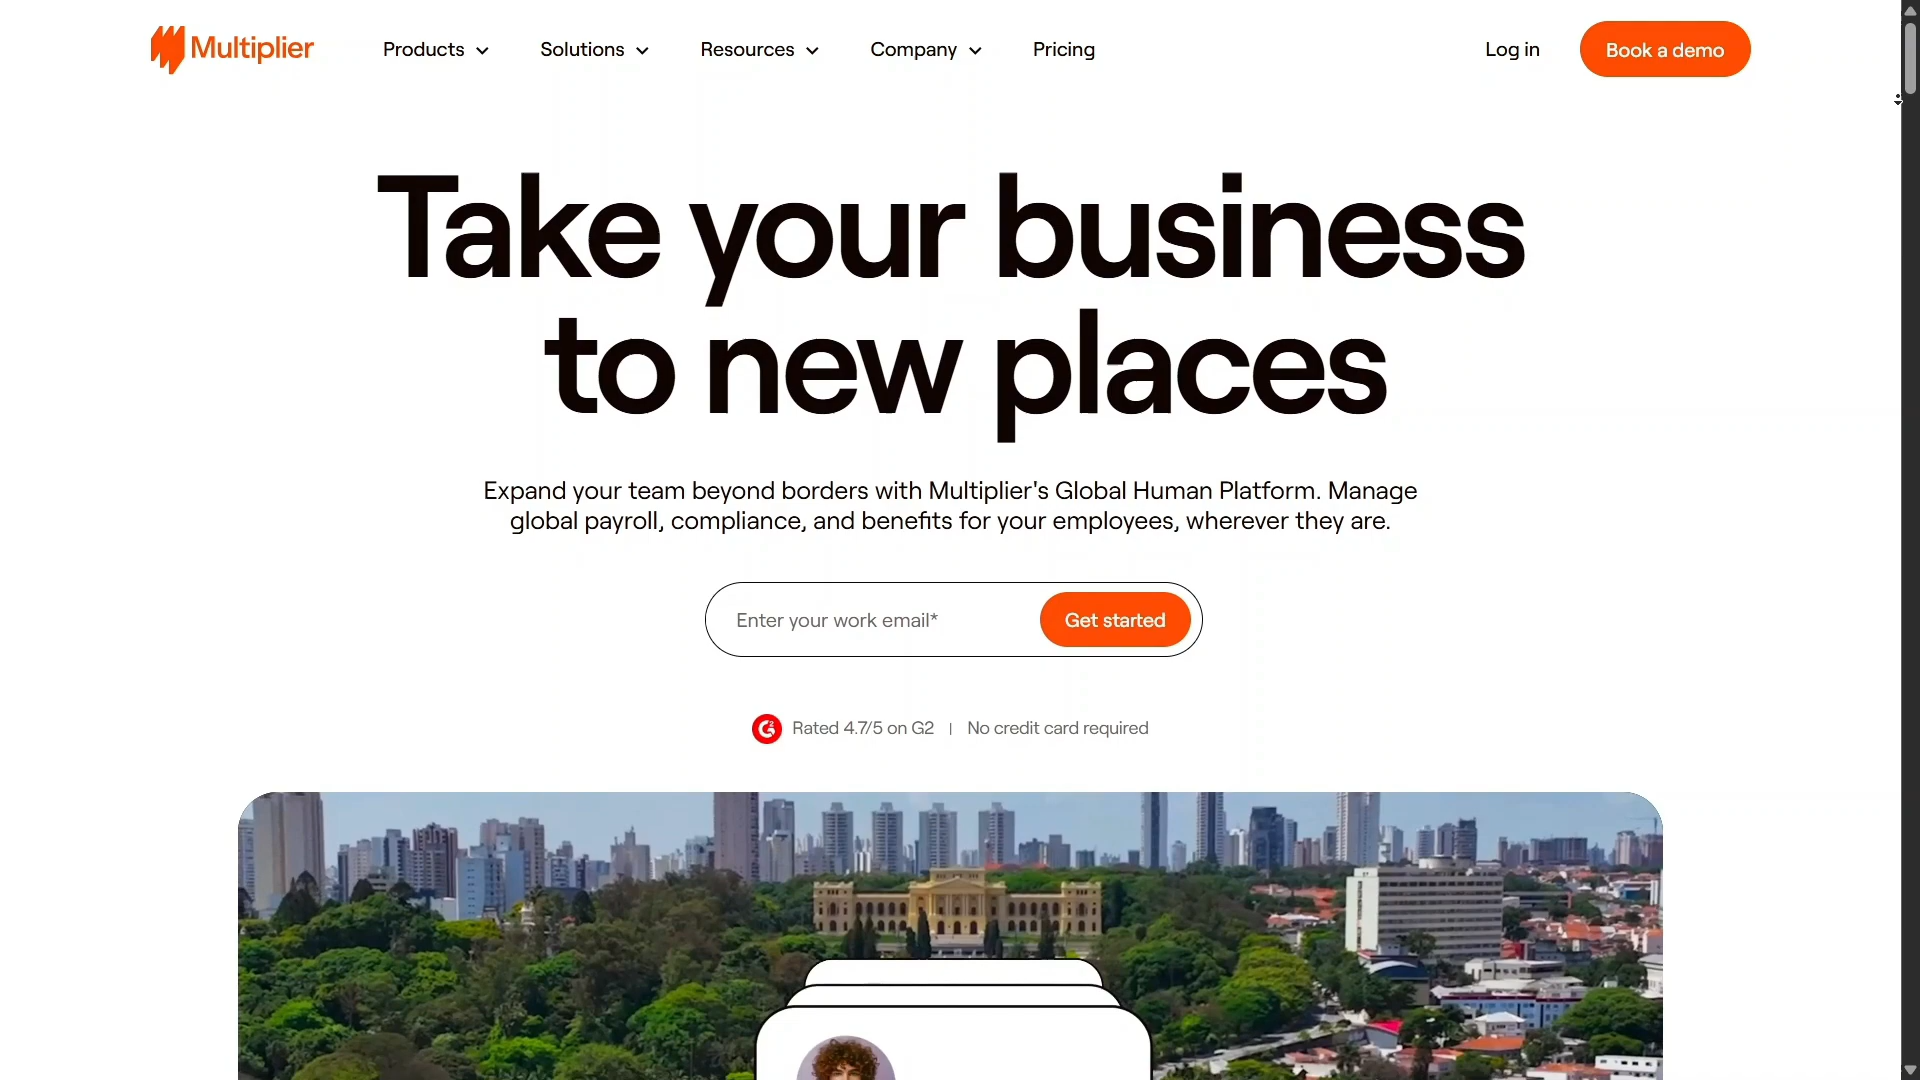 Multiplier
Products
Solutions
Resources
Company
Pricing
Log in
Book a demo
Take your business
to new places
Expand your team beyond borders with Multiplier's Global Human Platform. Manage
global payroll, compliance, and benefits for your employees, wherever they are.
Enter your work email*
Get started
G2
Rated 4.7/5 on G2 | No credit card required